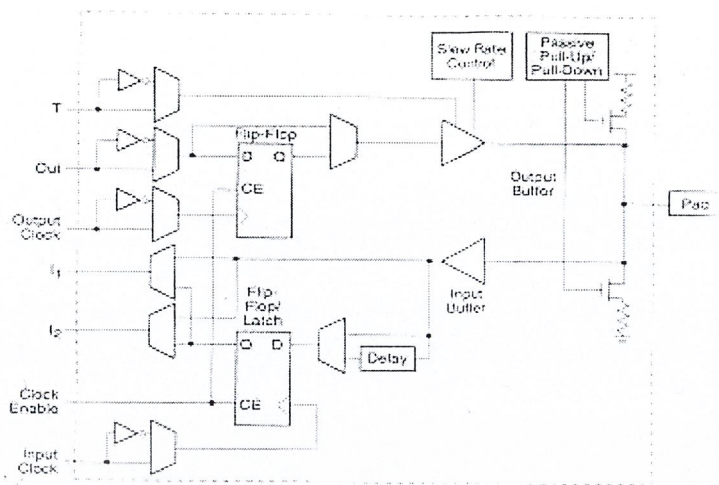 Slew Rate
Control
Passive
Pull-Up/
Pull-Down
T
Flip-Flop
Out
D Q
CE
Output
Buffer
Output
Clock
Pad
I1
Flip-
Flop/
Latch
Input
Buffer
I2
Q D
Delay
Clock
Enable
CE
Input
Clock